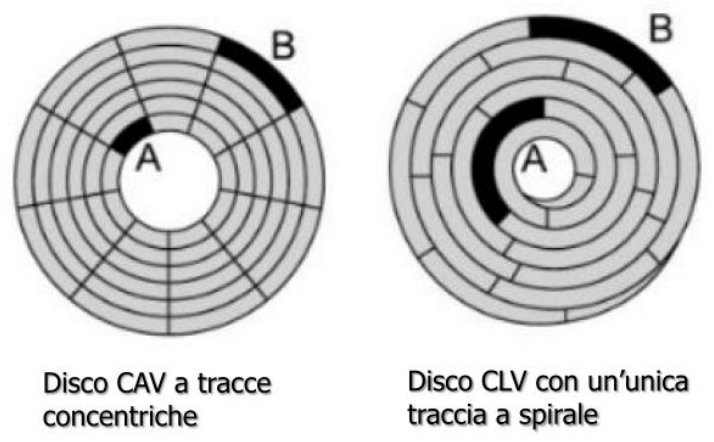 B
A
B
A
Disco CAV a tracce
concentriche
Disco CLV con un'unica
traccia a spirale